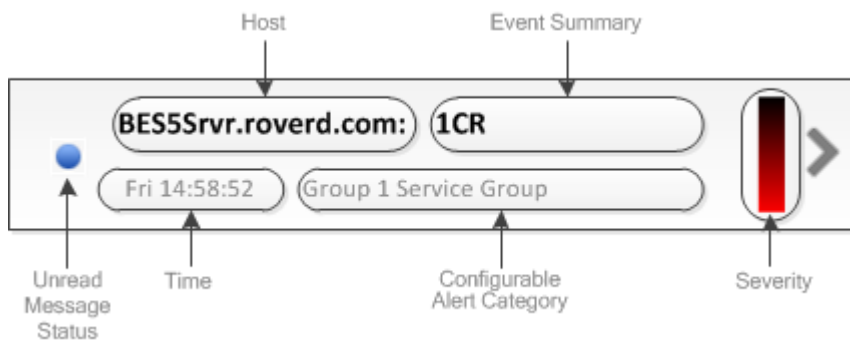 Host
Event Summary
BES5Srvr.roverd.com:
1CR
Fri 14:58:52
Group 1 Service Group
Unread
Message
Status
Time
Configurable
Alert Category
Severity